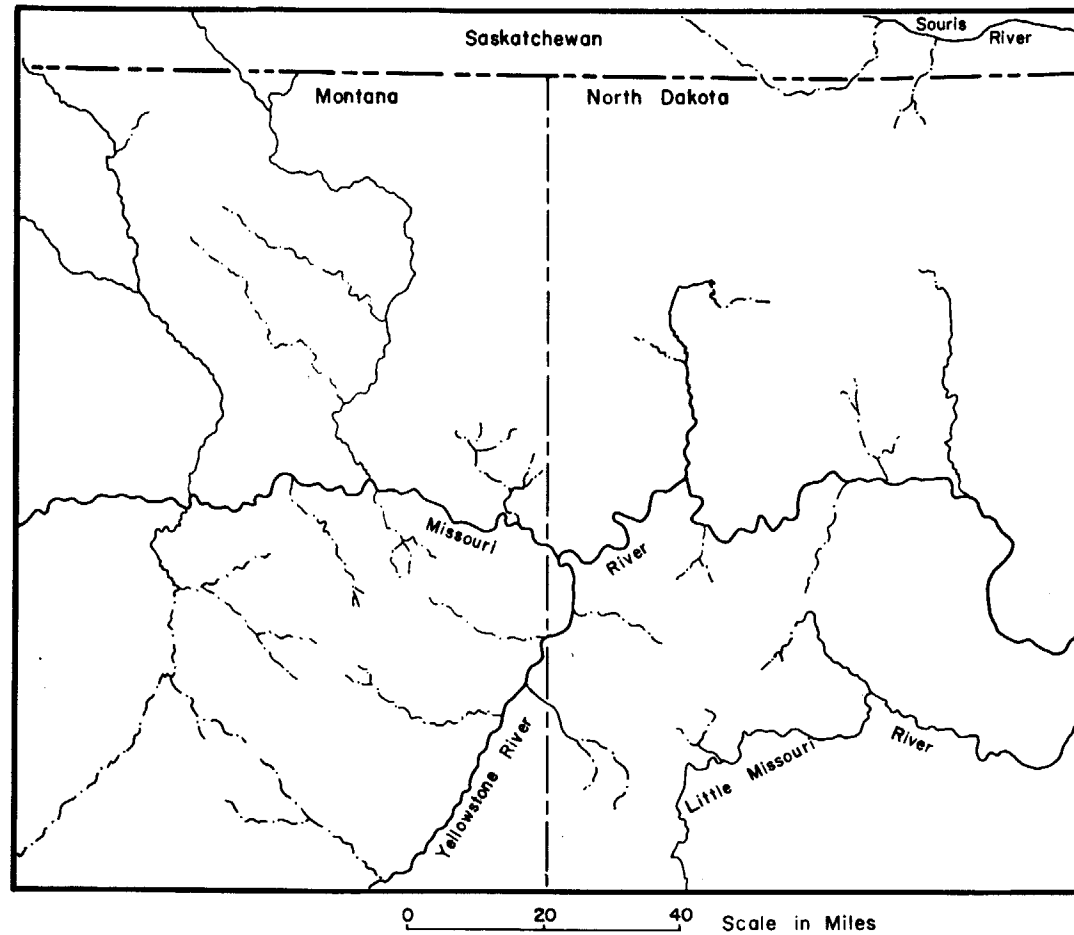 Souris
River
Saskatchewan
Montana
North Dakota
Missouri
River
Yellowstone River
Little Missouri
River
0 20 40 Scale in Miles